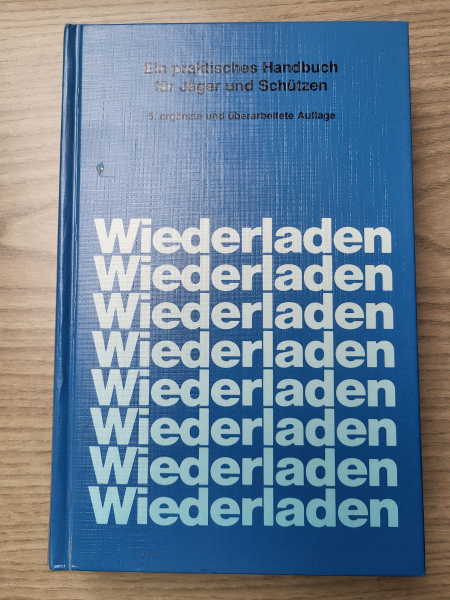 Ein praktisches Handbuch
für Jäger und Schützen
5. ergänzte und überarbeitete Auflage
Wiederladen
Wiederladen
Wiederladen
Wiederladen
Wiederladen
Wiederladen
Wiederladen
Wiederladen